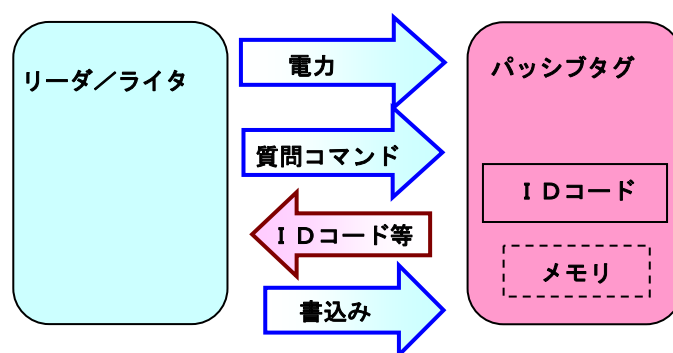 リーダ／ライタ
電力
質問コマンド
ＩＤコード等
書込み
パッシブタグ
ＩＤコード
メモリ